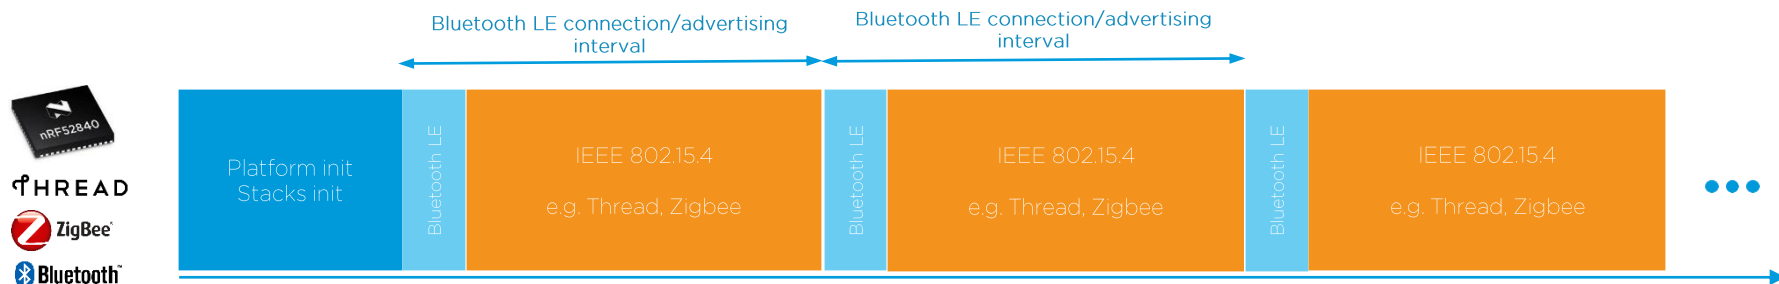 Bluetooth LE connection/advertising
interval
Bluetooth LE connection/advertising
interval
nRF52840
THREAD
ZigBee
Bluetooth™
Platform init
Stacks init
Bluetooth LE
IEEE 802.15.4
e.g. Thread, Zigbee
Bluetooth LE
IEEE 802.15.4
e.g. Thread, Zigbee
Bluetooth LE
IEEE 802.15.4
e.g. Thread, Zigbee